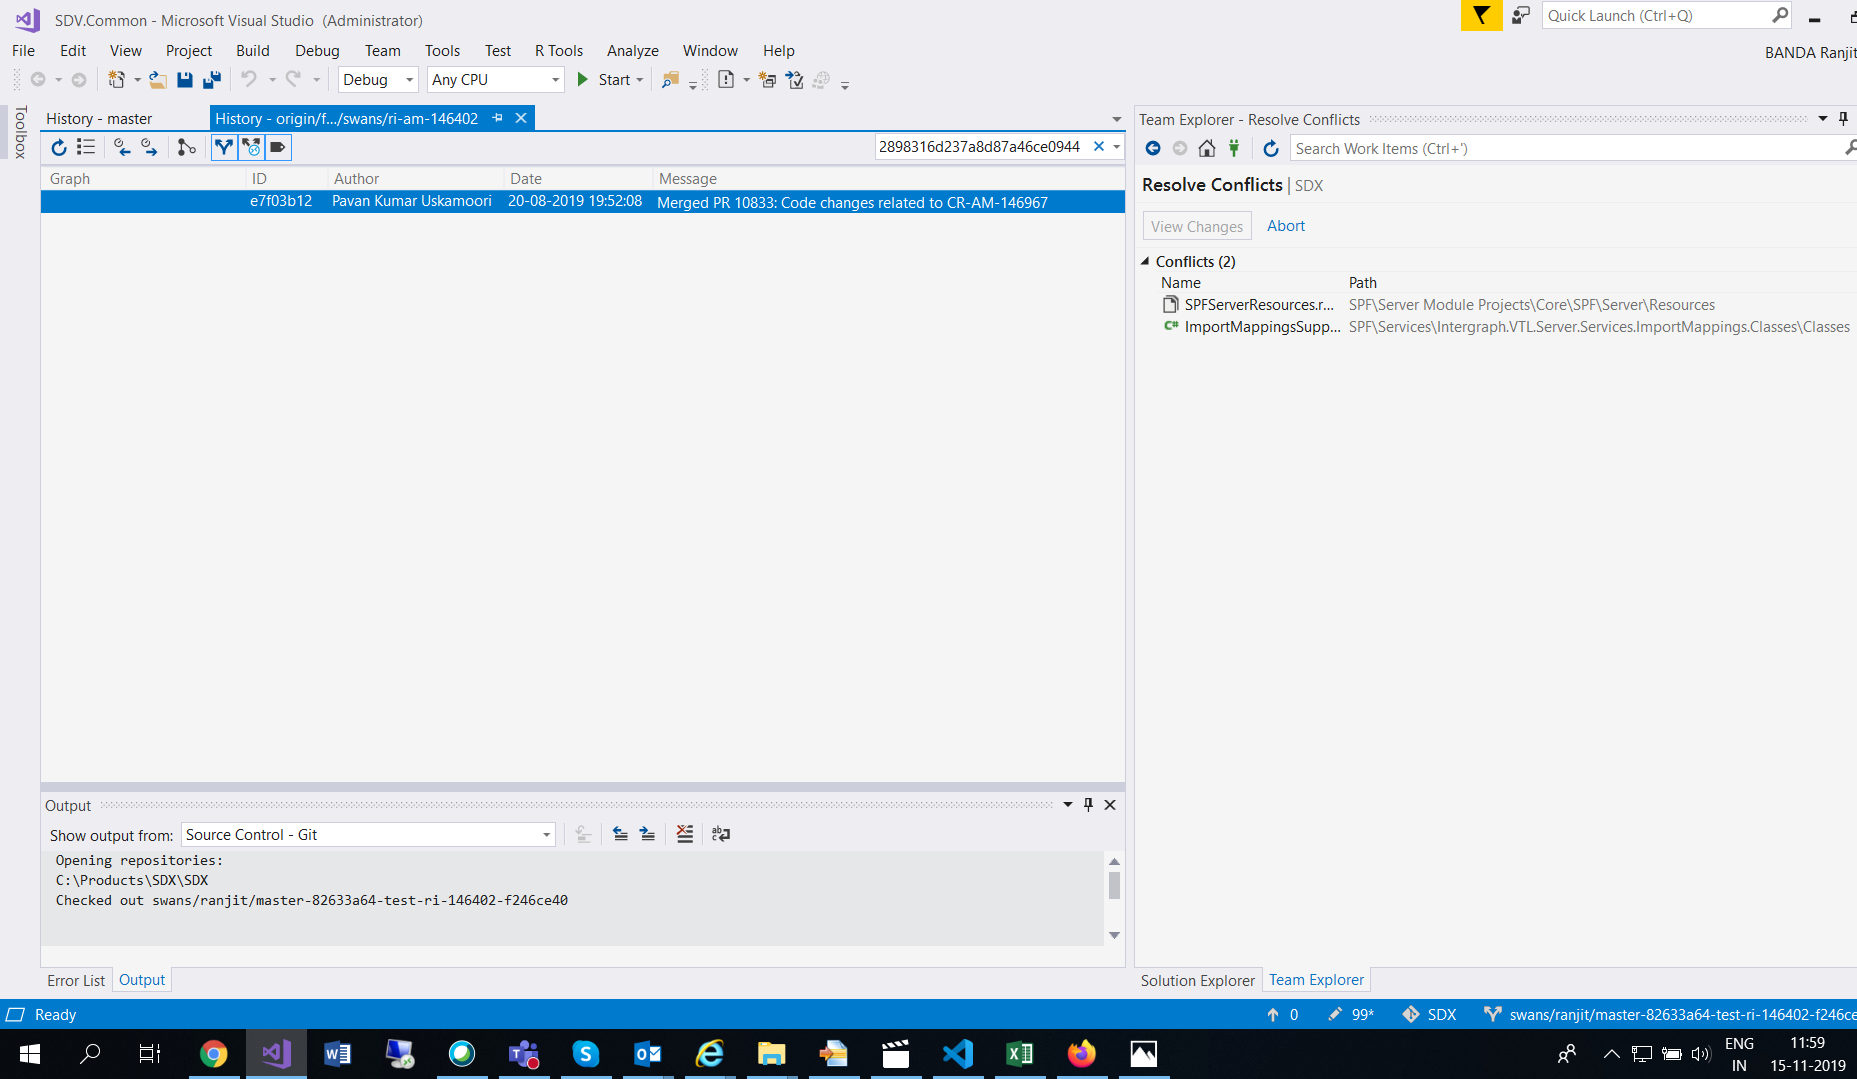 SDV.Common - Microsoft Visual Studio (Administrator)
Quick Launch (Ctrl+Q)
File Edit View Project Build Debug Team Tools Test R Tools Analyze Window Help
BANDA Ranjit
Debug Any CPU Start
Toolbox
History - master
History - origin/f.../swans/ri-am-146402
2898316d237a8d87a46ce0944
Graph ID Author Date Message
e7f03b12 Pavan Kumar Uskamoori 20-08-2019 19:52:08 Merged PR 10833: Code changes related to CR-AM-146967
Team Explorer - Resolve Conflicts
Search Work Items (Ctrl+')
Resolve Conflicts | SDX
View Changes Abort
Conflicts (2)
Name Path
SPFServerResources.r... SPF\Server Module Projects\Core\SPF\Server\Resources
C# ImportMappingsSupp... SPF\Services\Intergraph.VTL.Server.Services.ImportMappings.Classes\Classes
Output
Show output from: Source Control - Git
Opening repositories:
C:\Products\SDX\SDX
Checked out swans/ranjit/master-82633a64-test-ri-146402-f246ce40
Error List Output
Solution Explorer Team Explorer
Ready 0 99* SDX swans/ranjit/master-82633a64-test-ri-146402-f246ce
ENG
IN
11:59
15-11-2019